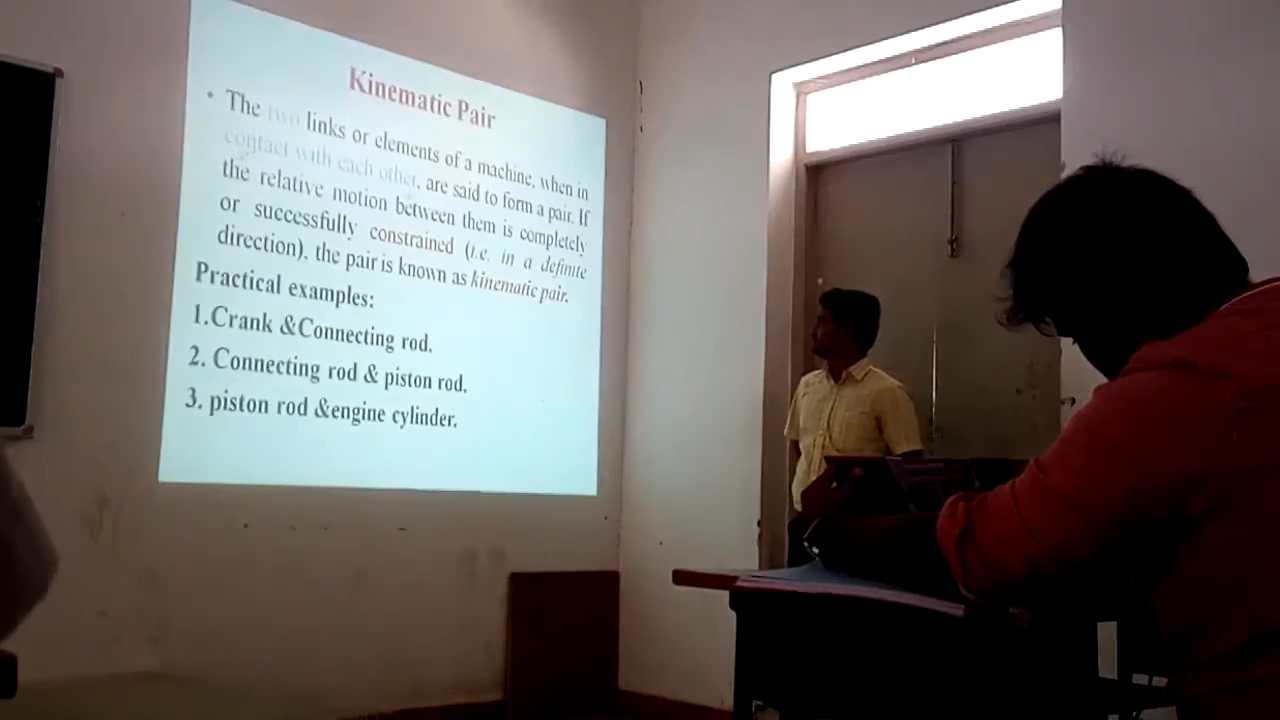 Kinematic Pair
• The two links or elements of a machine, when in
contact with each other, are said to form a pair. If
the relative motion between them is completely
or successfully constrained (i.e. in a definite
direction), the pair is known as kinematic pair.
Practical examples:
1.Crank &Connecting rod.
2. Connecting rod & piston rod.
3. piston rod &engine cylinder.